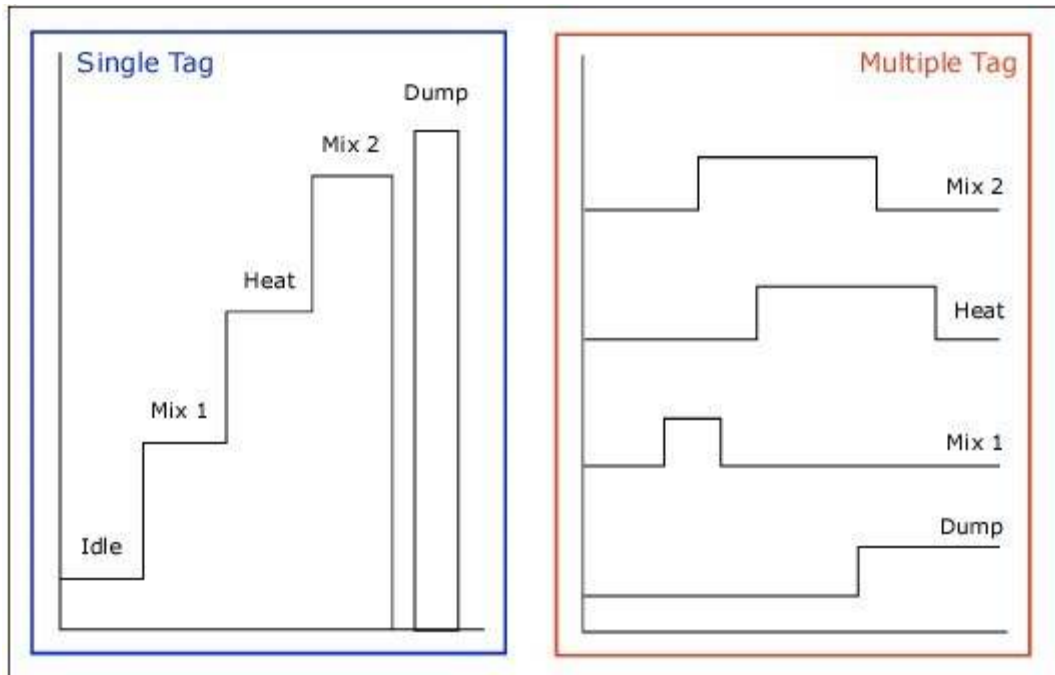 Single Tag
Dump
Mix 2
Heat
Mix 1
Idle
Multiple Tag
Mix 2
Heat
Mix 1
Dump